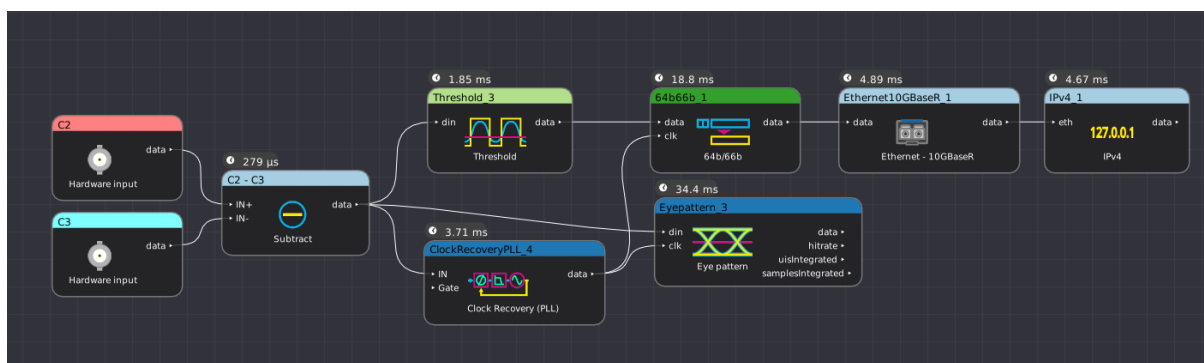 C2
data
Hardware input
C3
data
Hardware input
279 µs
C2 - C3
IN+
IN-
data
Subtract
1.85 ms
Threshold_3
din
data
Threshold
3.71 ms
ClockRecoveryPLL_4
IN
Gate
data
Clock Recovery (PLL)
18.8 ms
64b66b_1
data
clk
data
64b/66b
34.4 ms
Eyepattern_3
din
clk
data
hitrate
uisIntegrated
samplesIntegrated
Eye pattern
4.89 ms
Ethernet10GBaseR_1
data
data
Ethernet - 10GBaseR
4.67 ms
IPv4_1
eth
127.0.0.1
data
IPv4